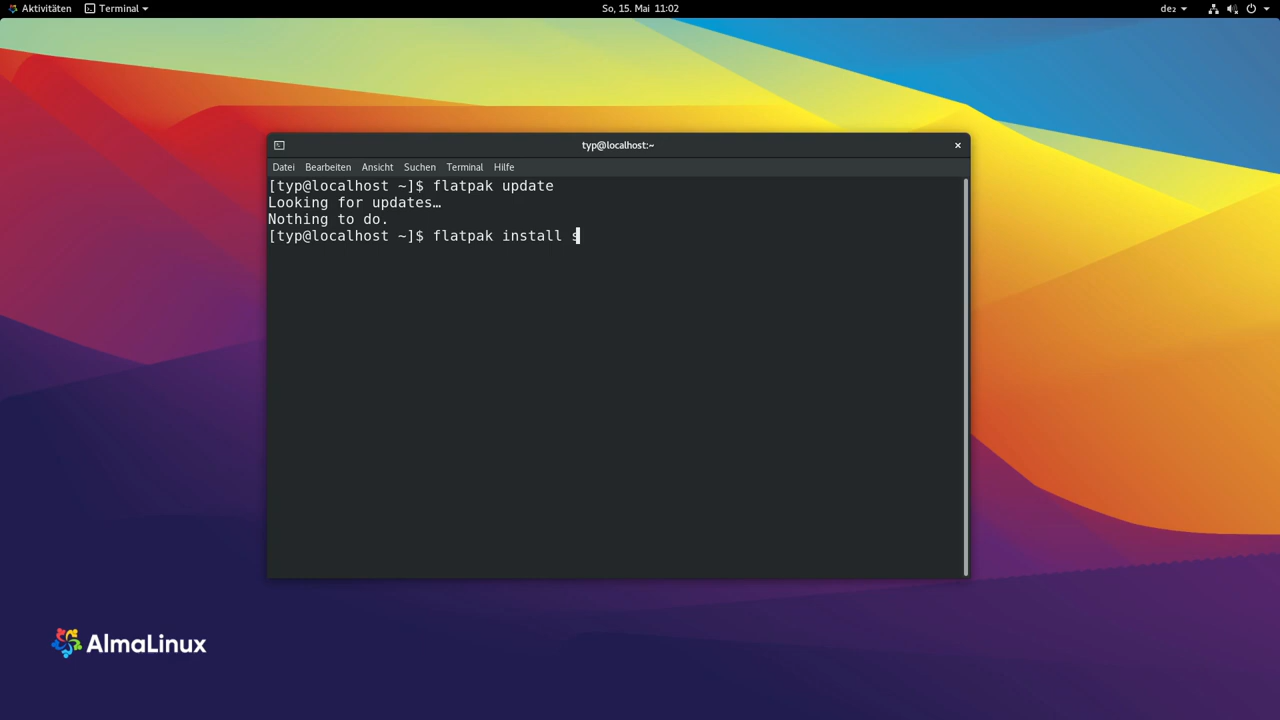 Aktivitäten
Terminal
So, 15. Mai 11:02
de₂
typ@localhost:~
×
Datei Bearbeiten Ansicht Suchen Terminal Hilfe
[typ@localhost ~]$ flatpak update
Looking for updates…
Nothing to do.
[typ@localhost ~]$ flatpak install s
AlmaLinux